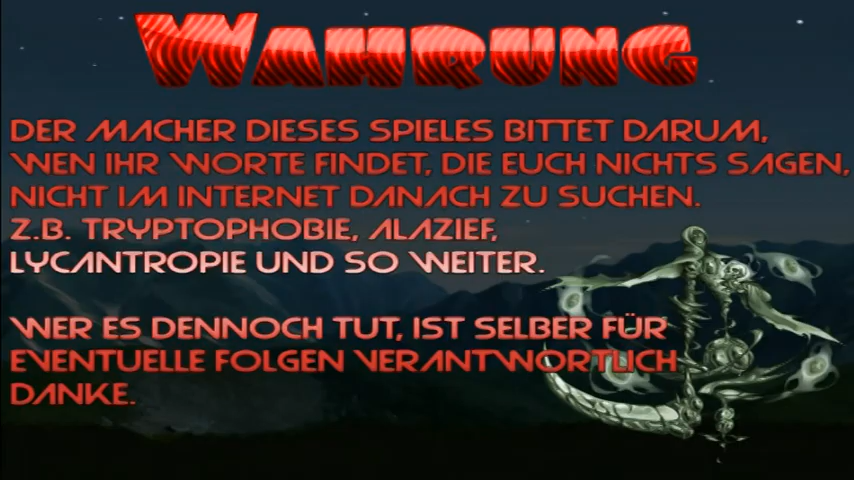 WAHRUNG
DER MACHER DIESES SPIELES BITTET DARUM,
WEN IHR WORTE FINDET, DIE EUCH NICHTS SAGEN,
NICHT IM INTERNET DANACH ZU SUCHEN.
Z.B. TRYPTOPHOBIE, ALAZIEF,
LYCANTROPIE UND SO WEITER.
WER ES DENNOCH TUT, IST SELBER FÜR
EVENTUELLE FOLGEN VERANTWORTLICH
DANKE.